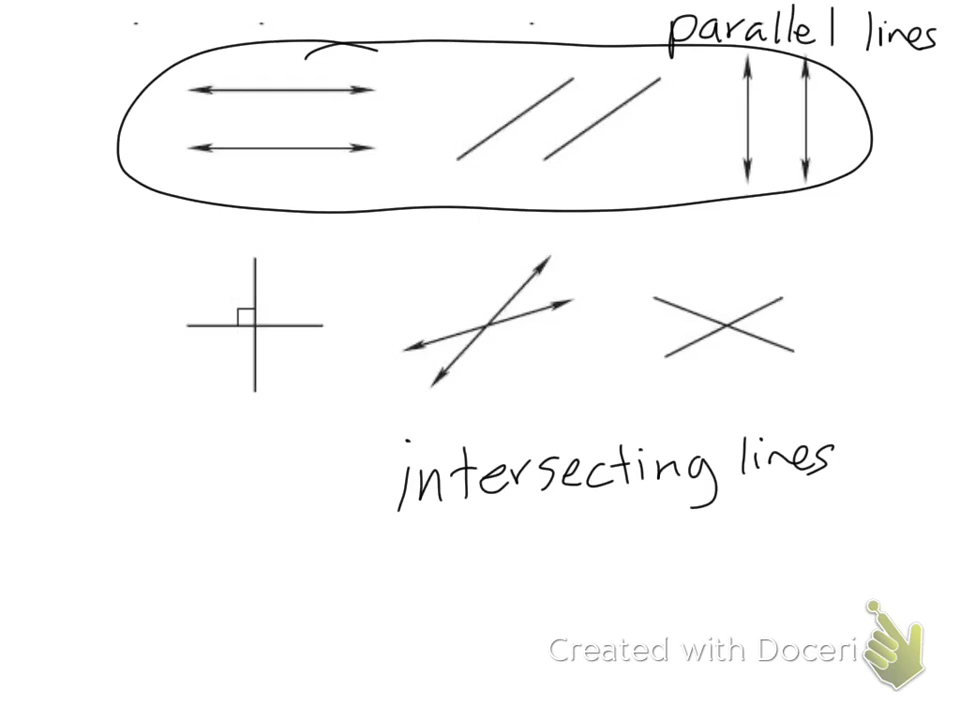 parallel lines
intersecting lines
Created with Doceri